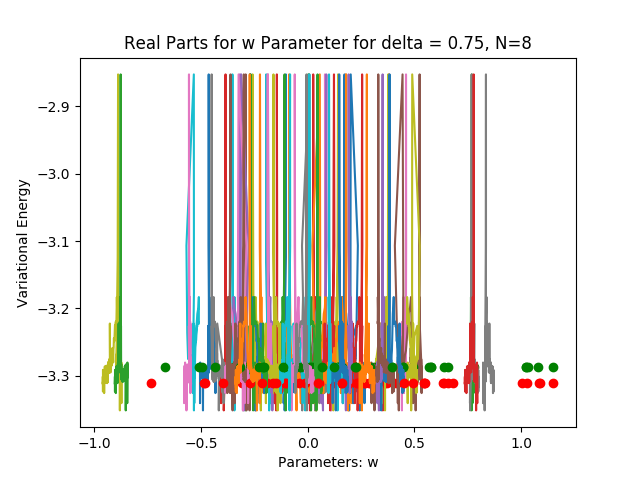 Real Parts for w Parameter for delta = 0.75, N=8
Variational Energy
−2.9
−3.0
−3.1
−3.2
−3.3
−1.0 −0.5 0.0 0.5 1.0
Parameters: w